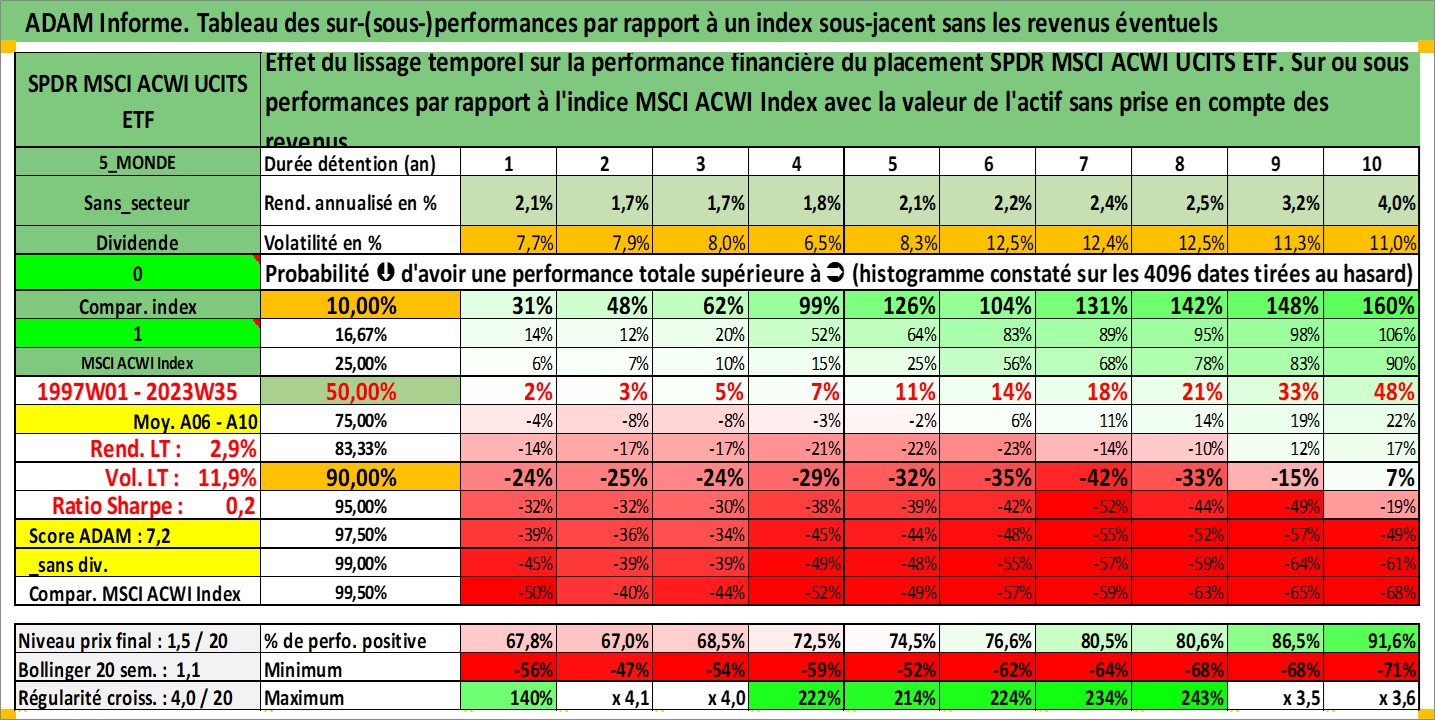 ADAM Informe. Tableau des sur-(sous-)performances par rapport à un index sous-jacent sans les revenus éventuels
SPDR MSCI ACWI UCITS ETF
Effet du lissage temporel sur la performance financière du placement SPDR MSCI ACWI UCITS ETF. Sur ou sous
performances par rapport à l'indice MSCI ACWI Index avec la valeur de l'actif sans prise en compte des
revenus
5_MONDE Durée détention (an) 1 2 3 4 5 6 7 8 9 10
Sans_secteur Rend. annualisé en % 2,1% 1,7% 1,7% 1,8% 2,1% 2,2% 2,4% 2,5% 3,2% 4,0%
Dividende Volatilité en % 7,7% 7,9% 8,0% 6,5% 8,3% 12,5% 12,4% 12,5% 11,3% 11,0%
0 Probabilité ⮋ d'avoir une performance totale supérieure à ⮊ (histogramme constaté sur les 4096 dates tirées au hasard)
Compar. index 10,00% 31% 48% 62% 99% 126% 104% 131% 142% 148% 160%
1 16,67% 14% 12% 20% 52% 64% 83% 89% 95% 98% 106%
MSCI ACWI Index 25,00% 6% 7% 10% 15% 25% 56% 68% 78% 83% 90%
1997W01 - 2023W35 50,00% 2% 3% 5% 7% 11% 14% 18% 21% 33% 48%
Moy. A06 - A10 75,00% -4% -8% -8% -3% -2% 6% 11% 14% 19% 22%
Rend. LT : 2,9% 83,33% -14% -17% -17% -21% -22% -23% -14% -10% 12% 17%
Vol. LT : 11,9% 90,00% -24% -25% -24% -29% -32% -35% -42% -33% -15% 7%
Ratio Sharpe : 0,2 95,00% -32% -32% -30% -38% -39% -42% -52% -44% -49% -19%
Score ADAM : 7,2 97,50% -39% -36% -34% -45% -44% -48% -55% -52% -57% -49%
_sans div. 99,00% -45% -39% -39% -49% -48% -55% -57% -59% -64% -61%
Compar. MSCI ACWI Index 99,50% -50% -40% -44% -52% -49% -57% -59% -63% -65% -68%
Niveau prix final : 1,5 / 20 % de perfo. positive 67,8% 67,0% 68,5% 72,5% 74,5% 76,6% 80,5% 80,6% 86,5% 91,6%
Bollinger 20 sem. : 1,1 Minimum -56% -47% -54% -59% -52% -62% -64% -68% -68% -71%
Régularité croiss. : 4,0 / 20 Maximum 140% x 4,1 x 4,0 222% 214% 224% 234% 243% x 3,5 x 3,6